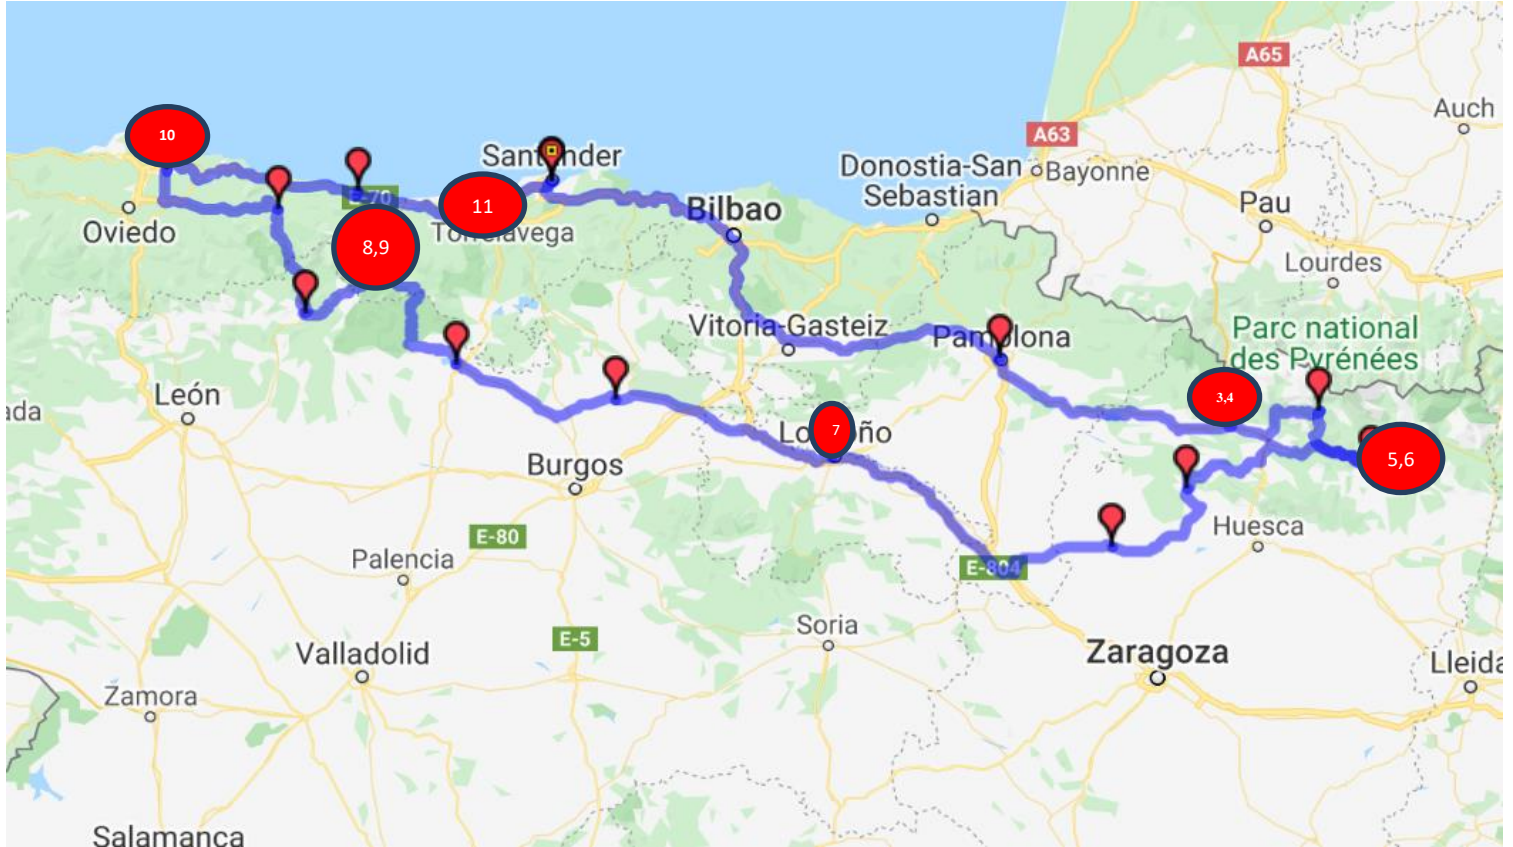 A65
Auch
10
A63
Santander
Donostia-San
Sebastian
Bayonne
E-70
11
Bilbao
Pau
Oviedo
8,9
Torrelavega
Lourdes
Vitoria-Gasteiz
Pamplona
Parc national
des Pyrénées
León
3,4
ada
7
Logroño
5,6
Burgos
E-80
Huesca
Palencia
E-804
Soria
E-5
Valladolid
Zaragoza
Lleida
Zamora
Salamanca